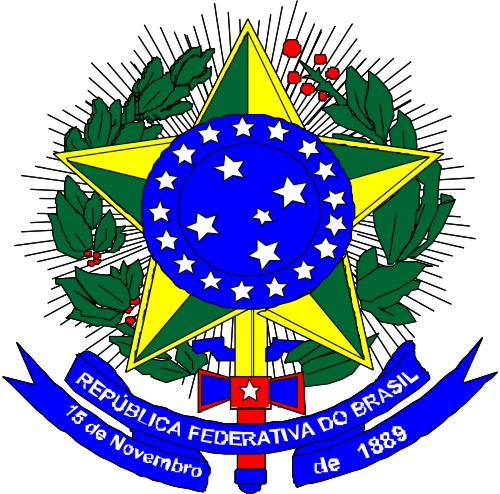 REPÚBLICA FEDERATIVA DO BRASIL
15 de Novembro de 1889